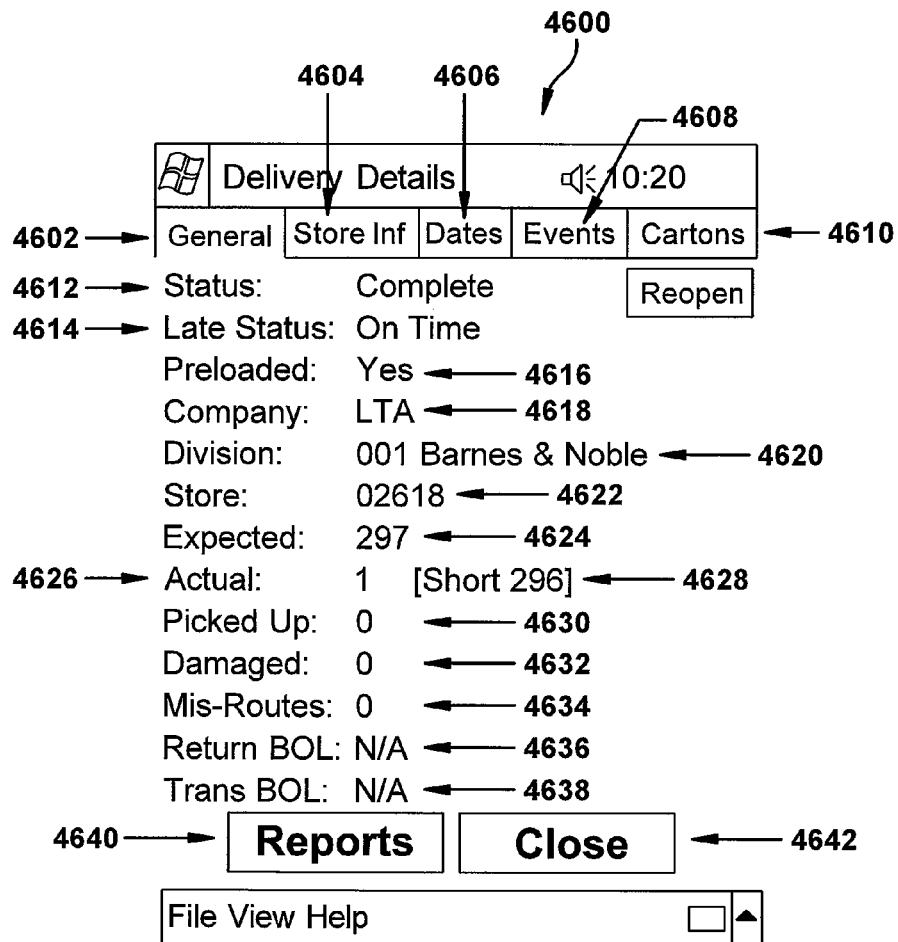 4600
4604 4606
4608
Delivery Details 10:20
4602 General Store Inf Dates Events Cartons 4610
4612 Status: Complete Reopen
4614 Late Status: On Time
Preloaded: Yes 4616
Company: LTA 4618
Division: 001 Barnes & Noble 4620
Store: 02618 4622
Expected: 297 4624
4626 Actual: 1 [Short 296] 4628
Picked Up: 0 4630
Damaged: 0 4632
Mis-Routes: 0 4634
Return BOL: N/A 4636
Trans BOL: N/A 4638
4640 Reports Close 4642
File View Help